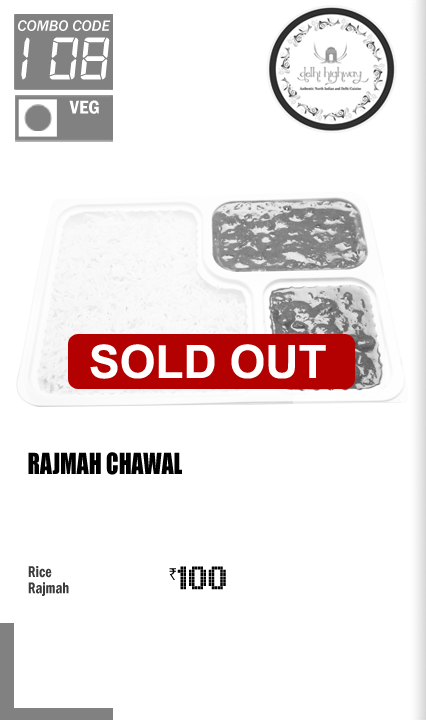 COMBO CODE
108
VEG
delhi highway
Authentic North Indian and Delhi Cuisine
SOLD OUT
RAJMAH CHAWAL
Rice
Rajmah
₹100